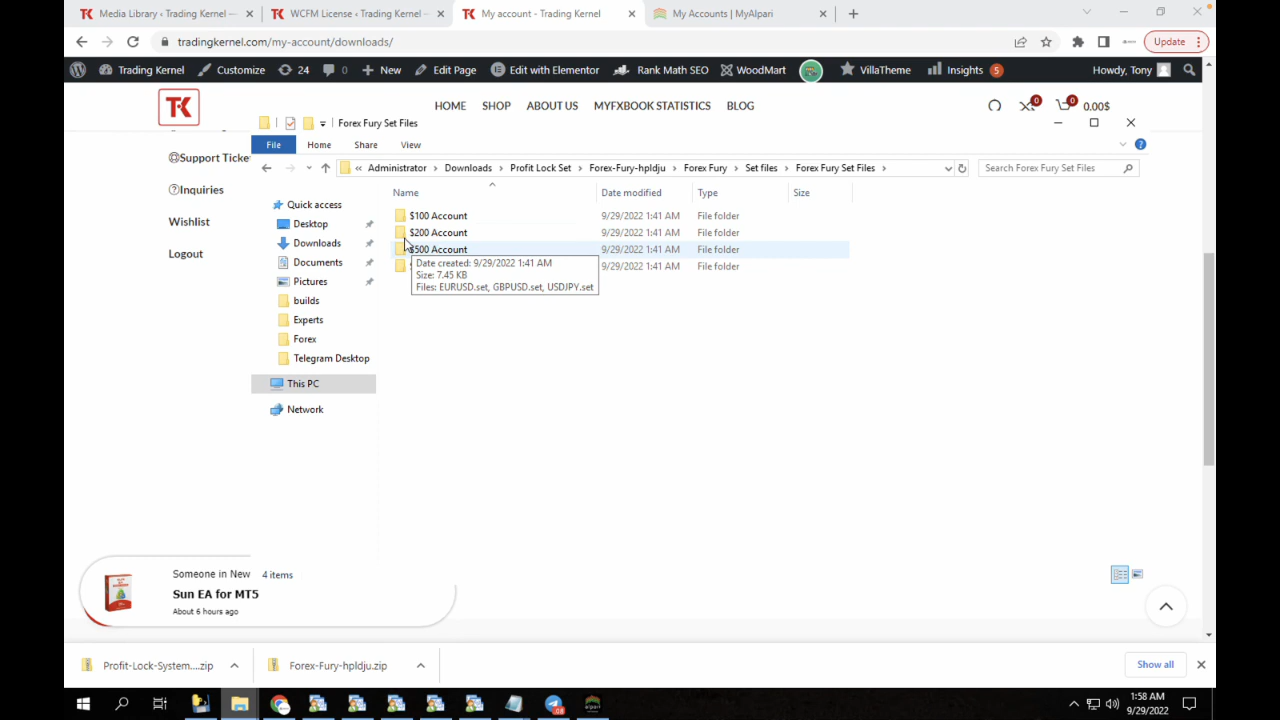 Media Library ‹ Trading Kernel —
WCFM License ‹ Trading Kernel —
My account - Trading Kernel
My Accounts | MyAlpari
tradingkernel.com/my-account/downloads/
Update
Trading Kernel
Customize
24
0
New
Edit Page
Edit with Elementor
Rank Math SEO
WoodMart
VillaTheme
Insights
5
Howdy, Tony
TK
HOME
SHOP
ABOUT US
MYFXBOOK STATISTICS
BLOG
0
0
0.00$
Support Ticke
Inquiries
Wishlist
Logout
Forex Fury Set Files
File
Home
Share
View
« Administrator > Downloads > Profit Lock Set > Forex-Fury-hpldju > Forex Fury > Set files > Forex Fury Set Files >
Search Forex Fury Set Files
Name
Date modified
Type
Size
$100 Account 9/29/2022 1:41 AM File folder
$200 Account 9/29/2022 1:41 AM File folder
$500 Account 9/29/2022 1:41 AM File folder
9/29/2022 1:41 AM File folder
Date created: 9/29/2022 1:41 AM
Size: 7.45 KB
Files: EURUSD.set, GBPUSD.set, USDJPY.set
Quick access
Desktop
Downloads
Documents
Pictures
builds
Experts
Forex
Telegram Desktop
This PC
Network
4 items
Someone in New
Sun EA for MT5
About 6 hours ago
Profit-Lock-System....zip
Forex-Fury-hpldju.zip
Show all
alpari
1:58 AM
9/29/2022